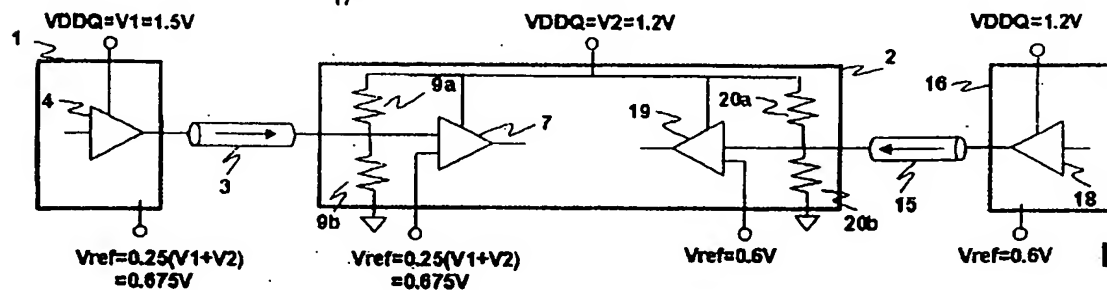 17
VDDQ=V1=1.5V
VDDQ=V2=1.2V
VDDQ=1.2V
1
2
9a
20a
16
4
19
7
3
15
18
9b
20b
Vref=0.25(V1+V2)
=0.675V
Vref=0.25(V1+V2)
=0.675V
Vref=0.6V
Vref=0.6V